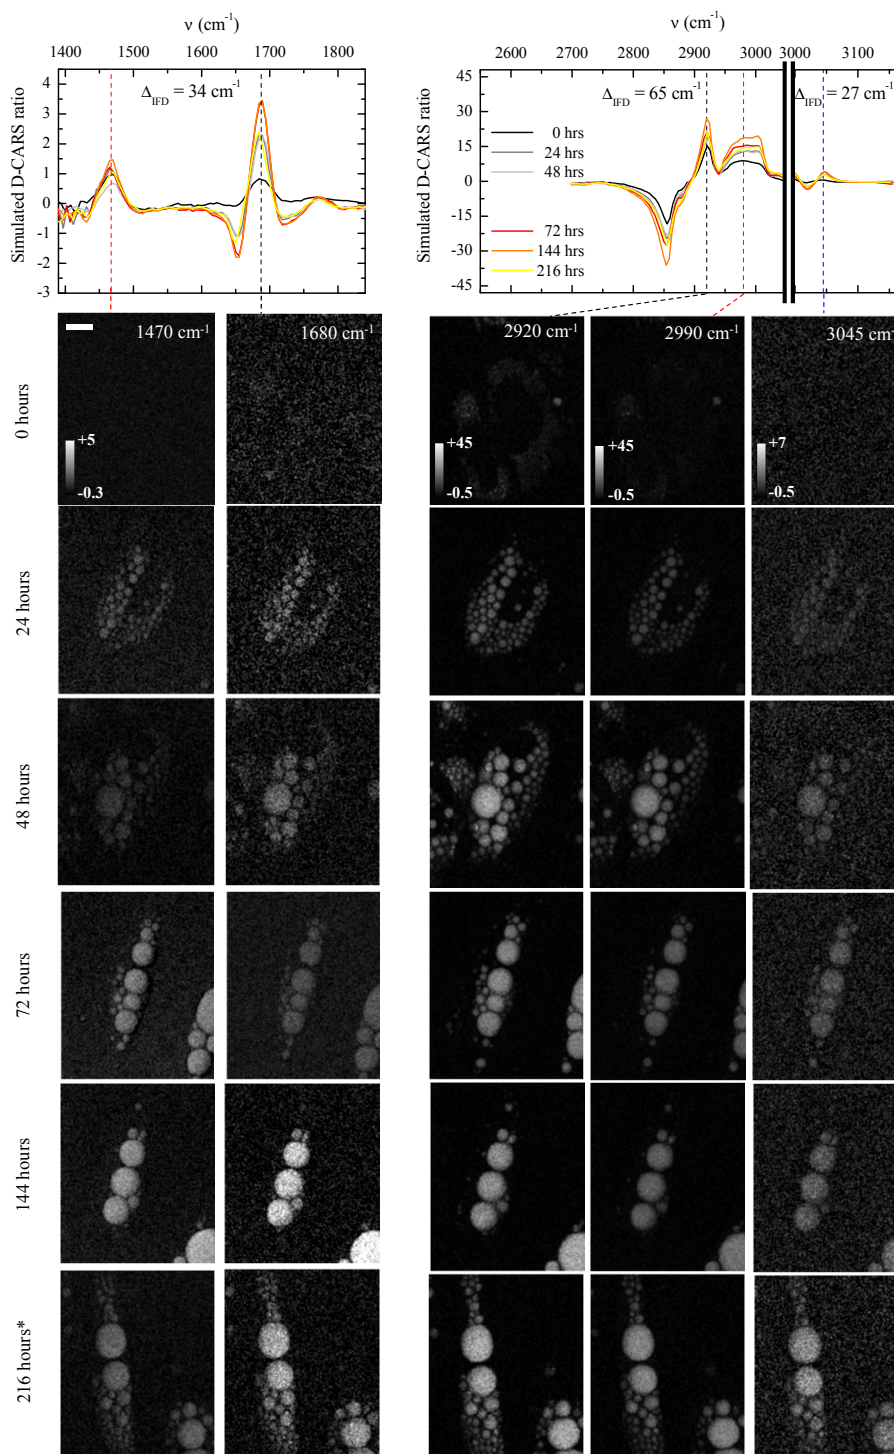 ν (cm⁻¹)
1400 1500 1600 1700 1800
Simulated D-CARS ratio
4
3
2
1
0
-1
-2
-3
Δ_IFD = 34 cm⁻¹
ν (cm⁻¹)
2600 2700 2800 2900 3000 3000 3100
Simulated D-CARS ratio
45
30
15
0
-15
-30
-45
Δ_IFD = 65 cm⁻¹
Δ_IFD = 27 cm⁻¹
0 hrs
24 hrs
48 hrs
72 hrs
144 hrs
216 hrs
0 hours
1470 cm⁻¹
+5
-0.3
1680 cm⁻¹
2920 cm⁻¹
+45
-0.5
2990 cm⁻¹
+45
-0.5
3045 cm⁻
+7
-0.5
24 hours
48 hours
72 hours
144 hours
216 hours*